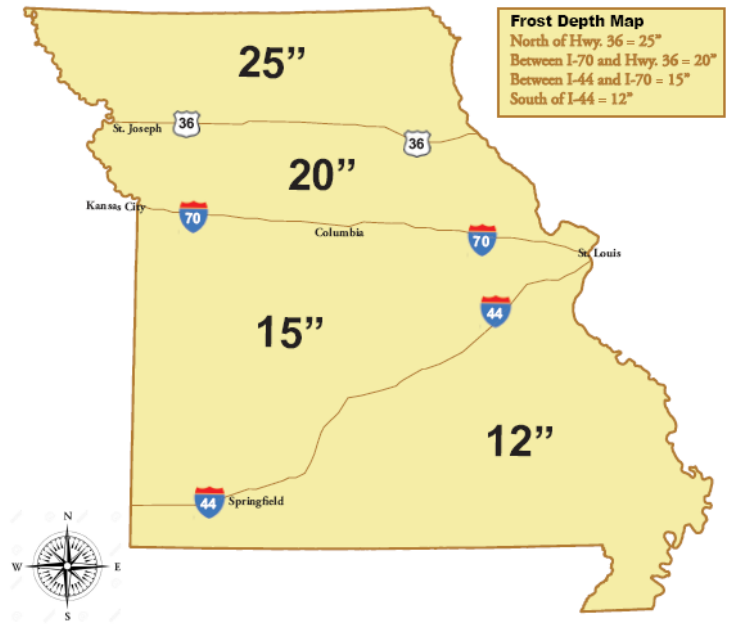 Frost Depth Map
North of Hwy. 36 = 25”
Between I-70 and Hwy. 36 = 20”
Between I-44 and I-70 = 15”
South of I-44 = 12”
25”
St. Joseph
36
36
20”
Kansas City
70
Columbia
70
St. Louis
44
15”
12”
44
Springfield
N
W
E
S